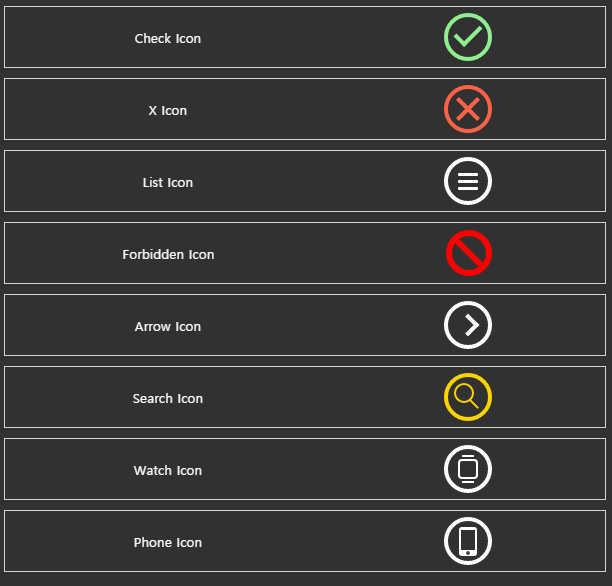 Check Icon
X Icon
List Icon
Forbidden Icon
Arrow Icon
Search Icon
Watch Icon
Phone Icon